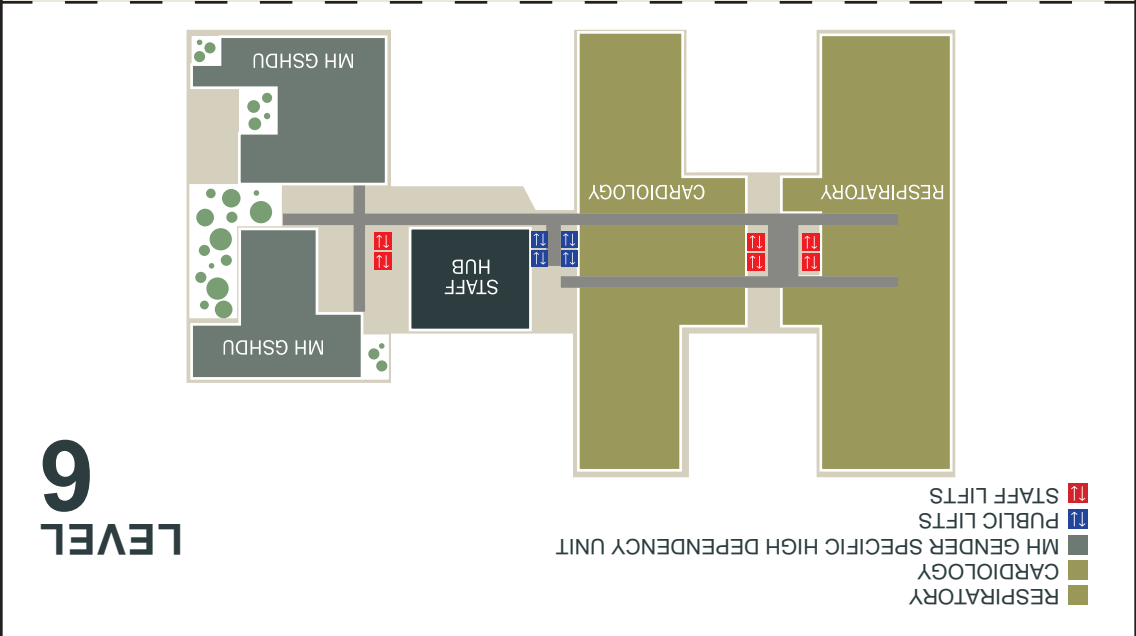 RESPIRATORY
CARDIOLOGY
MH GENDER SPECIFIC HIGH DEPENDENCY UNIT
PUBLIC LIFTS
STAFF LIFTS
LEVEL
6
MH GSHDU
STAFF
HUB
RESPIRATORY
CARDIOLOGY
MH GSHDU